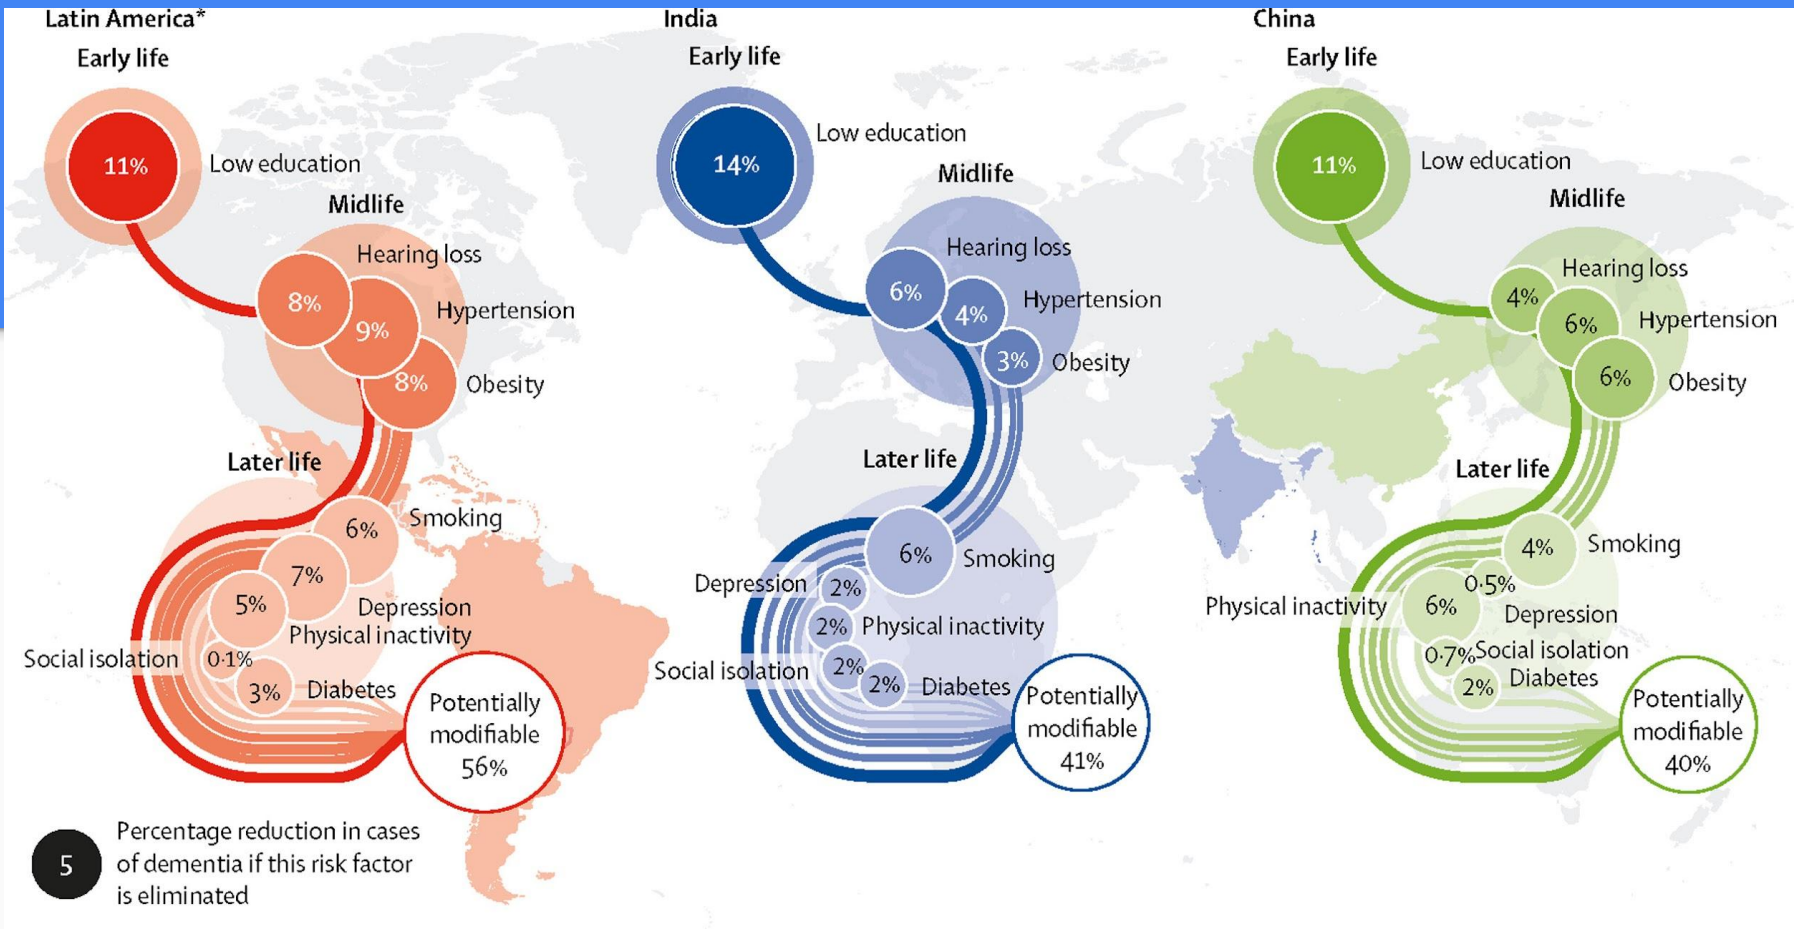 Latin America*
Early life
11%
Low education
Midlife
Hearing loss
8%
Hypertension
9%
8%
Obesity
Later life
6%
Smoking
7%
5%
Depression
Physical inactivity
Social isolation
0·1%
3%
Diabetes
Potentially
modifiable
56%
India
Early life
14%
Low education
Midlife
Hearing loss
6%
4%
Hypertension
3%
Obesity
Later life
6%
Smoking
Depression
2%
2%
Physical inactivity
Social isolation
2%
2%
Diabetes
Potentially
modifiable
41%
China
Early life
11%
Low education
Midlife
Hearing loss
4%
6%
Hypertension
6%
Obesity
Later life
4%
Smoking
0·5%
Physical inactivity
6%
Depression
0·7%
Social isolation
2%
Diabetes
Potentially
modifiable
40%
5
Percentage reduction in cases
of dementia if this risk factor
is eliminated